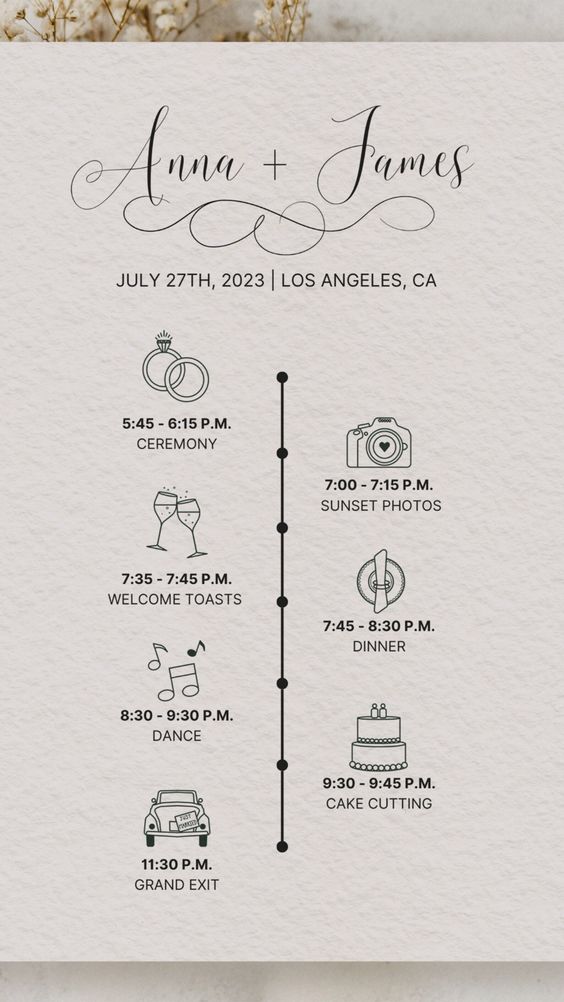 Anna + James
JULY 27TH, 2023 | LOS ANGELES, CA
5:45 - 6:15 P.M.
CEREMONY
7:00 - 7:15 P.M.
SUNSET PHOTOS
7:35 - 7:45 P.M.
WELCOME TOASTS
7:45 - 8:30 P.M.
DINNER
8:30 - 9:30 P.M.
DANCE
9:30 - 9:45 P.M.
CAKE CUTTING
JUST
MARRIED
11:30 P.M.
GRAND EXIT